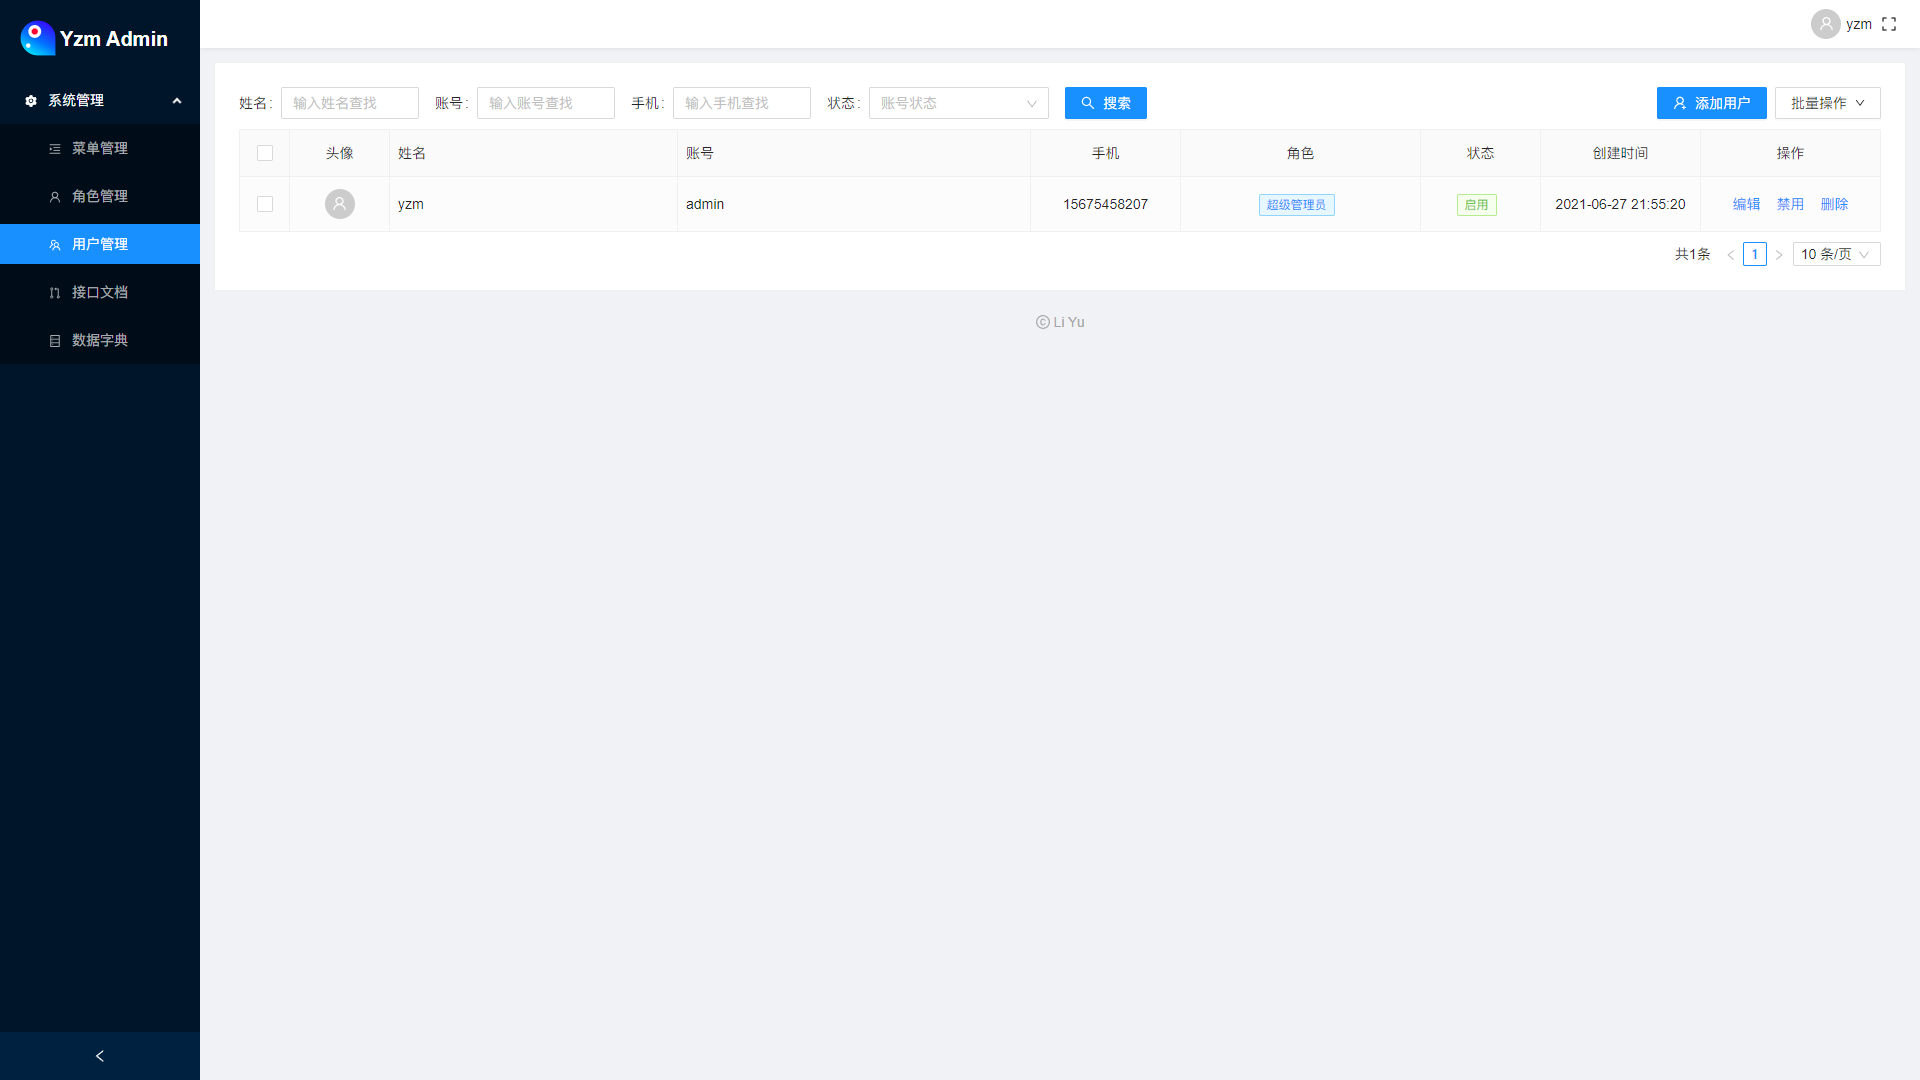 Yzm Admin
yzm
系统管理
菜单管理
角色管理
用户管理
接口文档
数据字典
姓名: 输入姓名查找 账号: 输入账号查找 手机: 输入手机查找 状态: 账号状态 搜索 添加用户 批量操作
头像 姓名 账号 手机 角色 状态 创建时间 操作
yzm admin 15675458207 超级管理员 启用 2021-06-27 21:55:20 编辑 禁用 删除
共1条 1 10 条/页
© Li Yu